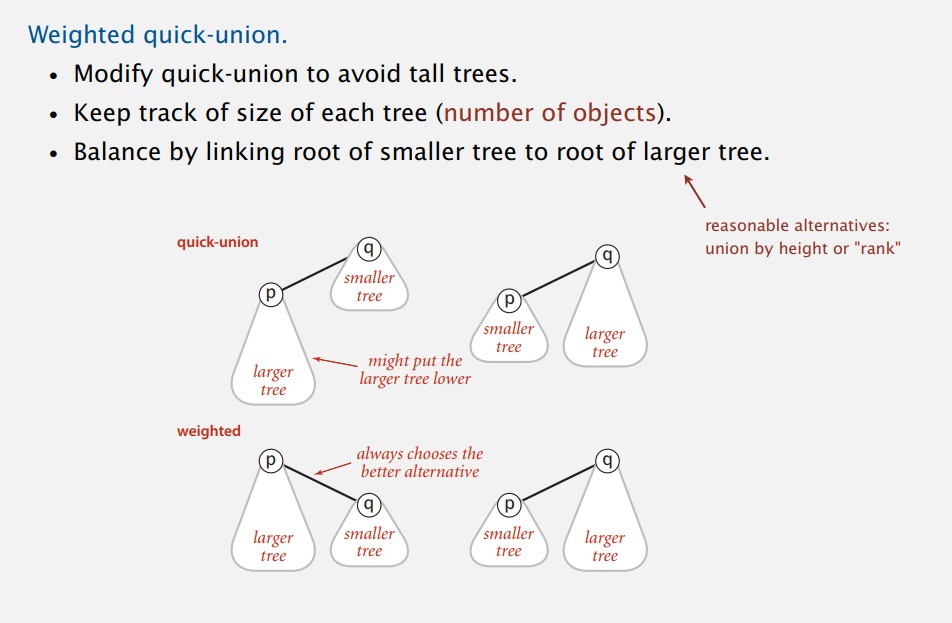 Weighted quick-union.
• Modify quick-union to avoid tall trees.
• Keep track of size of each tree (number of objects).
• Balance by linking root of smaller tree to root of larger tree.
reasonable alternatives:
union by height or "rank"
quick-union
q
smaller
tree
p
larger
tree
might put the
larger tree lower
q
p
smaller
tree
larger
tree
weighted
p
larger
tree
always chooses the
better alternative
q
smaller
tree
q
p
smaller
tree
larger
tree